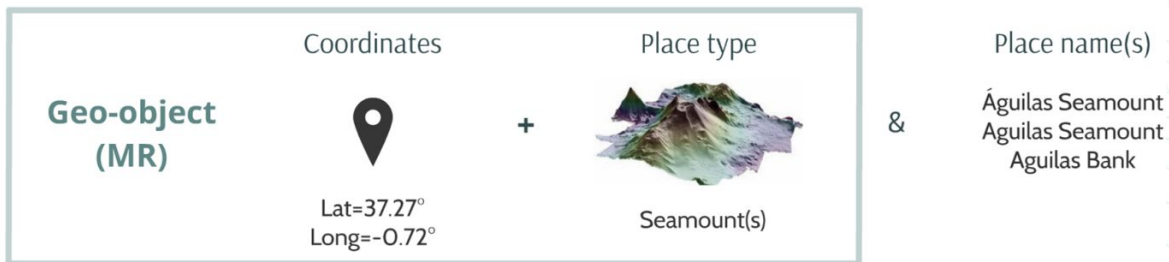 Geo-object
(MR)
Coordinates
Lat=37.27°
Long=-0.72°
+
Place type
Seamount(s)
&
Place name(s)
Águilas Seamount
Aguilas Seamount
Aguilas Bank